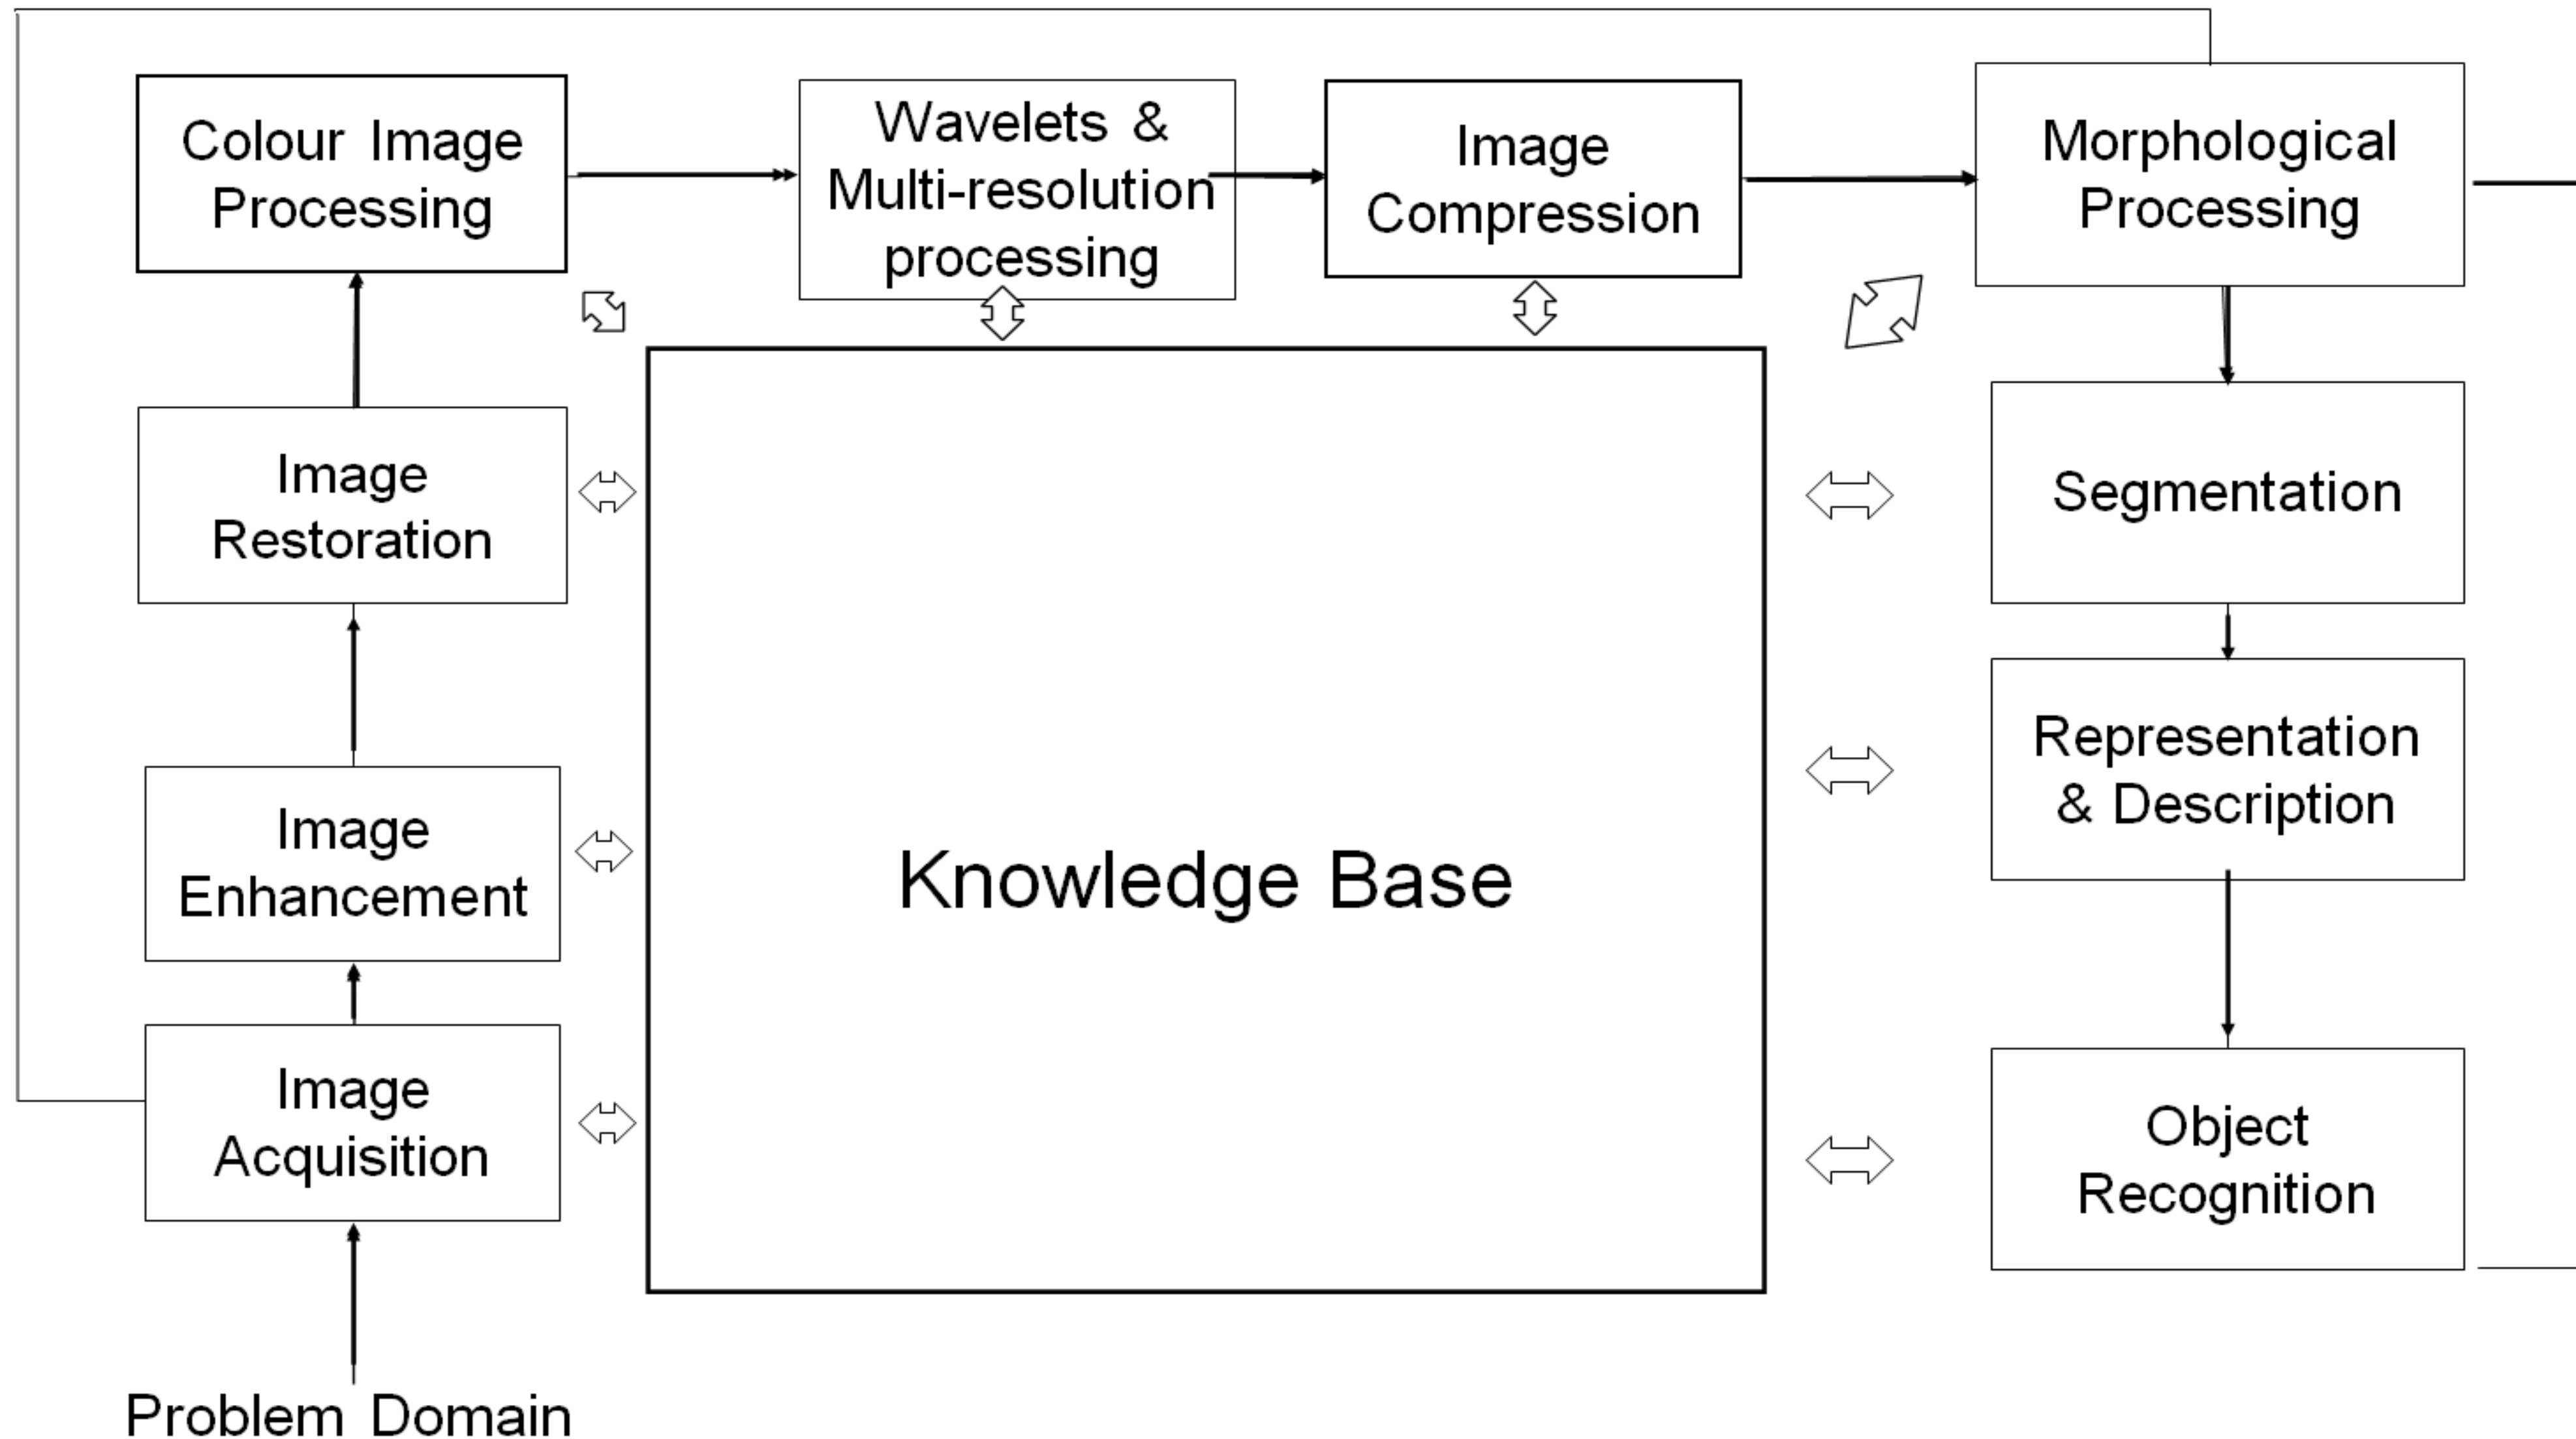 Colour Image
Processing
Wavelets &
Multi-resolution
processing
Image
Compression
Morphological
Processing
Image
Restoration
Segmentation
Image
Enhancement
Knowledge Base
Representation
& Description
Image
Acquisition
Object
Recognition
Problem Domain